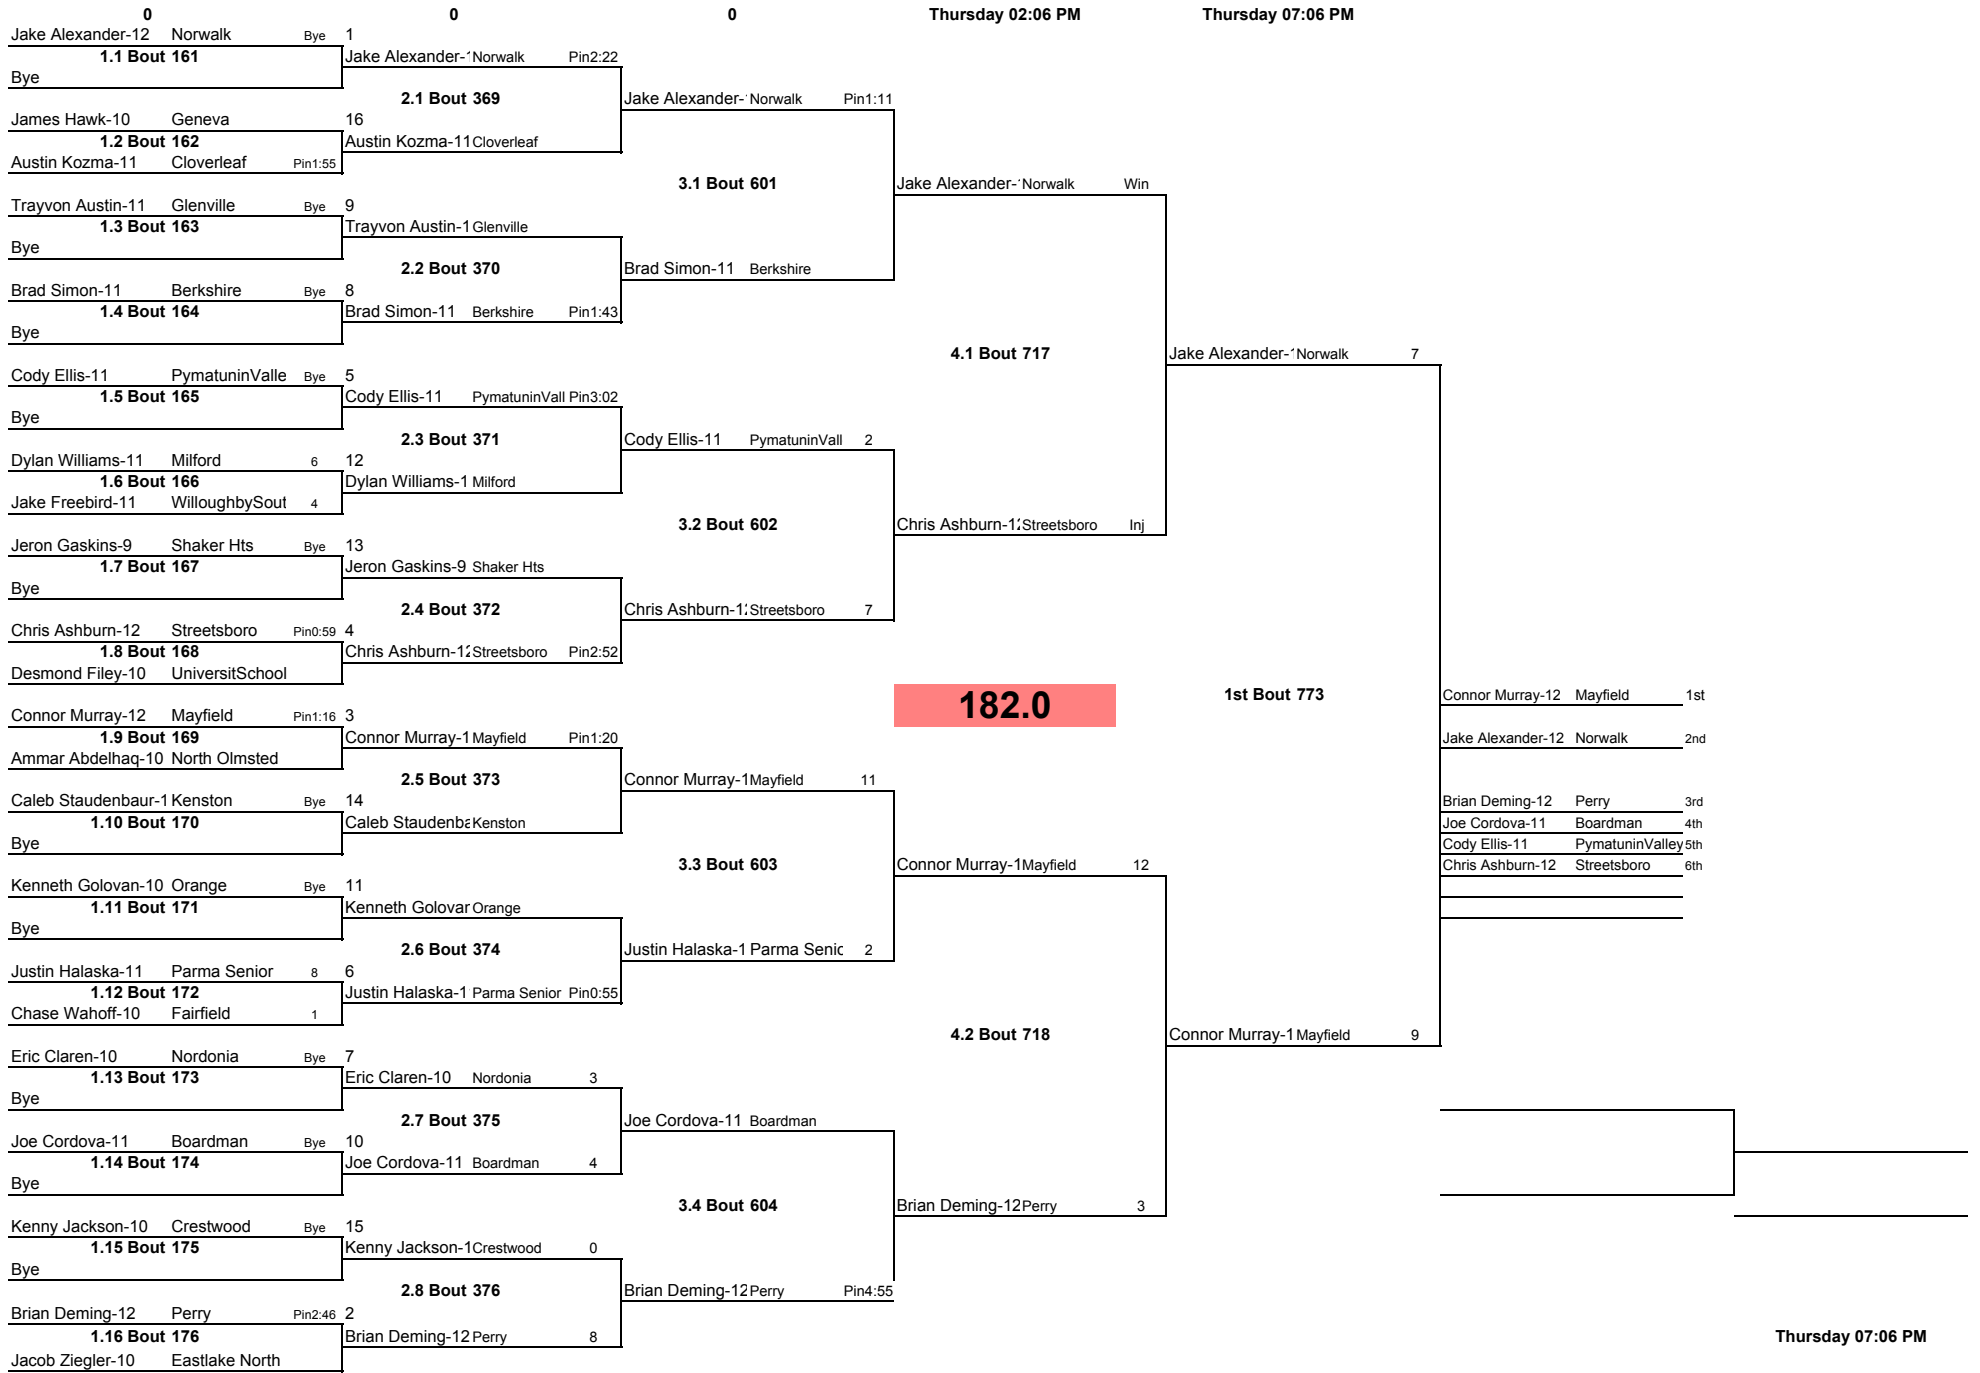 0 0 0 Thursday 02:06 PM Thursday 07:06 PM
Jake Alexander-12 Norwalk Bye 1
1.1 Bout 161
Jake Alexander-1 Norwalk Pin2:22
Bye
2.1 Bout 369
Jake Alexander- Norwalk Pin1:11
James Hawk-10 Geneva 16
1.2 Bout 162
Austin Kozma-11 Cloverleaf
Austin Kozma-11 Cloverleaf Pin1:55
3.1 Bout 601
Jake Alexander- Norwalk Win
Trayvon Austin-11 Glenville Bye 9
1.3 Bout 163
Trayvon Austin-1 Glenville
Bye
2.2 Bout 370
Brad Simon-11 Berkshire
Brad Simon-11 Berkshire Bye 8
1.4 Bout 164
Brad Simon-11 Berkshire Pin1:43
Bye
4.1 Bout 717
Jake Alexander-1 Norwalk 7
Cody Ellis-11 PymatuninValle Bye 5
1.5 Bout 165
Cody Ellis-11 PymatuninVall Pin3:02
Bye
2.3 Bout 371
Cody Ellis-11 PymatuninVall 2
Dylan Williams-11 Milford 6 12
1.6 Bout 166
Dylan Williams-1 Milford
Jake Freebird-11 WilloughbySout 4
3.2 Bout 602
Chris Ashburn-12 Streetsboro Inj
Jeron Gaskins-9 Shaker Hts Bye 13
1.7 Bout 167
Jeron Gaskins-9 Shaker Hts
Bye
2.4 Bout 372
Chris Ashburn-12 Streetsboro 7
Chris Ashburn-12 Streetsboro Pin0:59 4
1.8 Bout 168
Chris Ashburn-12 Streetsboro Pin2:52
Desmond Filey-10 UniversitSchool
182.0
1st Bout 773
Connor Murray-12 Mayfield 1st
Connor Murray-12 Mayfield Pin1:16 3
1.9 Bout 169
Connor Murray-1 Mayfield Pin1:20
Jake Alexander-12 Norwalk 2nd
Ammar Abdelhaq-10 North Olmsted
2.5 Bout 373
Connor Murray-1 Mayfield 11
Caleb Staudenbaur-1 Kenston Bye 14
Brian Deming-12 Perry 3rd
1.10 Bout 170
Caleb Staudenba Kenston
Joe Cordova-11 Boardman 4th
Bye
Cody Ellis-11 PymatuninValley 5th
3.3 Bout 603
Connor Murray-1 Mayfield 12
Chris Ashburn-12 Streetsboro 6th
Kenneth Golovan-10 Orange Bye 11
1.11 Bout 171
Kenneth Golovar Orange
Bye
2.6 Bout 374
Justin Halaska-1 Parma Senic 2
Justin Halaska-11 Parma Senior 8 6
1.12 Bout 172
Justin Halaska-1 Parma Senior Pin0:55
Chase Wahoff-10 Fairfield 1
4.2 Bout 718
Connor Murray-1 Mayfield 9
Eric Claren-10 Nordonia Bye 7
1.13 Bout 173
Eric Claren-10 Nordonia 3
Bye
2.7 Bout 375
Joe Cordova-11 Boardman
Joe Cordova-11 Boardman Bye 10
1.14 Bout 174
Joe Cordova-11 Boardman 4
Bye
3.4 Bout 604
Brian Deming-12 Perry 3
Kenny Jackson-10 Crestwood Bye 15
1.15 Bout 175
Kenny Jackson-1 Crestwood 0
Bye
2.8 Bout 376
Brian Deming-12 Perry Pin4:55
Brian Deming-12 Perry Pin2:46 2
1.16 Bout 176
Brian Deming-12 Perry 8
Thursday 07:06 PM
Jacob Ziegler-10 Eastlake North